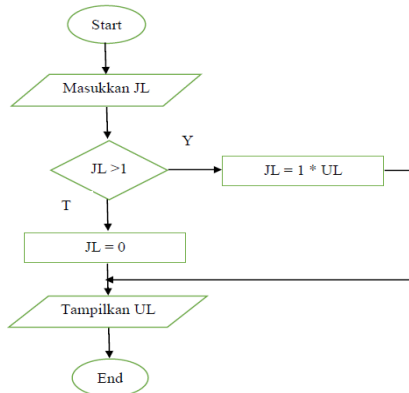 Start
Masukkan JL
Y
JL >1
JL = 1 * UL
T
JL = 0
Tampilkan UL
End